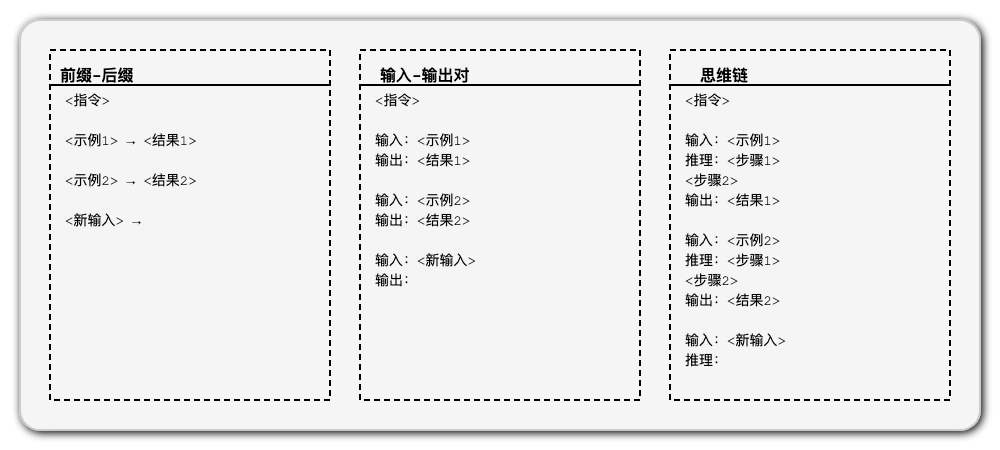 前缀-后缀
<指令>
<示例1> → <结果1>
<示例2> → <结果2>
<新输入> →
输入-输出对
<指令>
输入: <示例1>
输出: <结果1>
输入: <示例2>
输出: <结果2>
输入: <新输入>
输出:
思维链
<指令>
输入: <示例1>
推理: <步骤1>
<步骤2>
输出: <结果1>
输入: <示例2>
推理: <步骤1>
<步骤2>
输出: <结果2>
输入: <新输入>
推理: